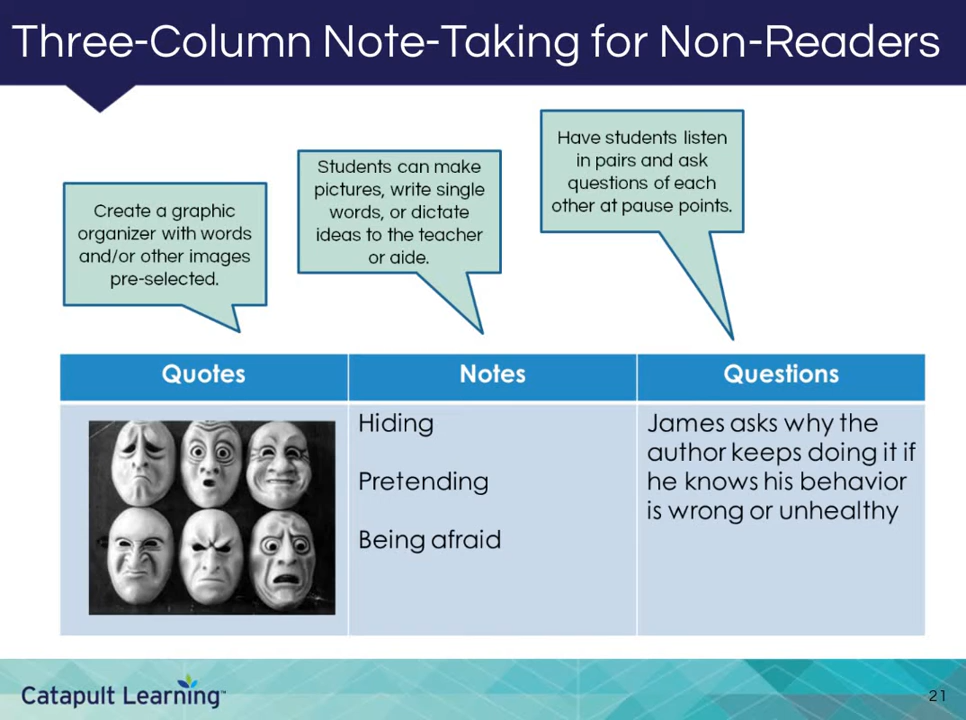 Three-Column Note-Taking for Non-Readers
Create a graphic
organizer with words
and/or other images
pre-selected.
Students can make
pictures, write single
words, or dictate
ideas to the teacher
or aide.
Have students listen
in pairs and ask
questions of each
other at pause points.
Quotes
Notes
Questions
Hiding
Pretending
Being afraid
James asks why the
author keeps doing it if
he knows his behavior
is wrong or unhealthy
Catapult Learning™
21